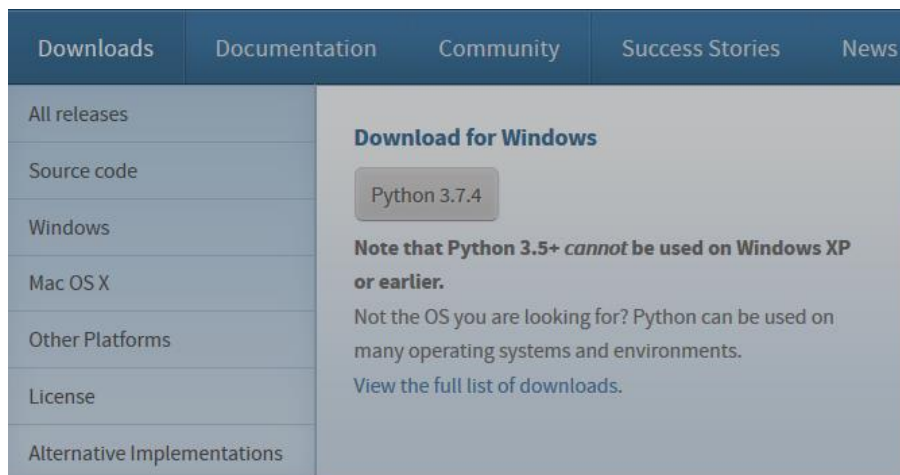 Downloads
Documentation
Community
Success Stories
News
All releases
Source code
Windows
Mac OS X
Other Platforms
License
Alternative Implementations
Download for Windows
Python 3.7.4
Note that Python 3.5+ cannot be used on Windows XP
or earlier.
Not the OS you are looking for? Python can be used on
many operating systems and environments.
View the full list of downloads.